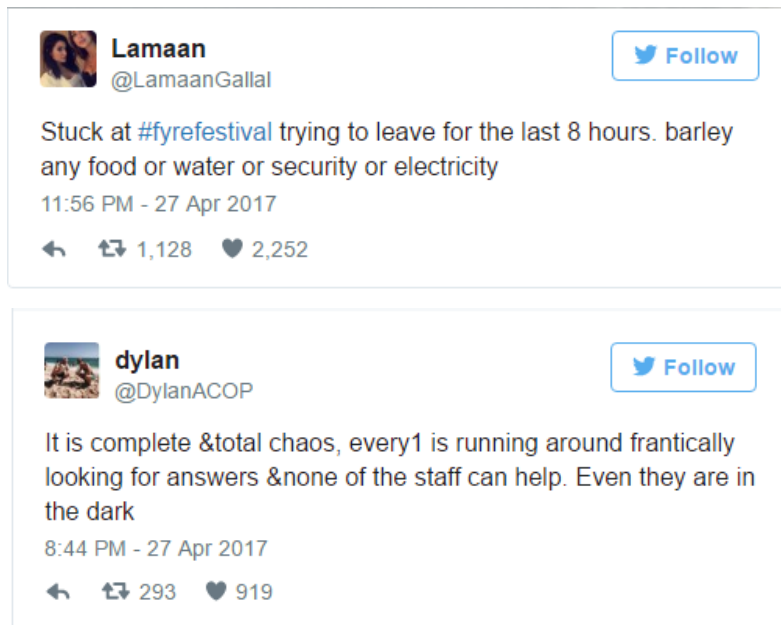 Lamaan
Follow
@LamaanGallal
Stuck at #fyrefestival trying to leave for the last 8 hours. barley
any food or water or security or electricity
11:56 PM - 27 Apr 2017
1,128 2,252
dylan
Follow
@DylanACOP
It is complete &total chaos, every1 is running around frantically
looking for answers &none of the staff can help. Even they are in
the dark
8:44 PM - 27 Apr 2017
293 919